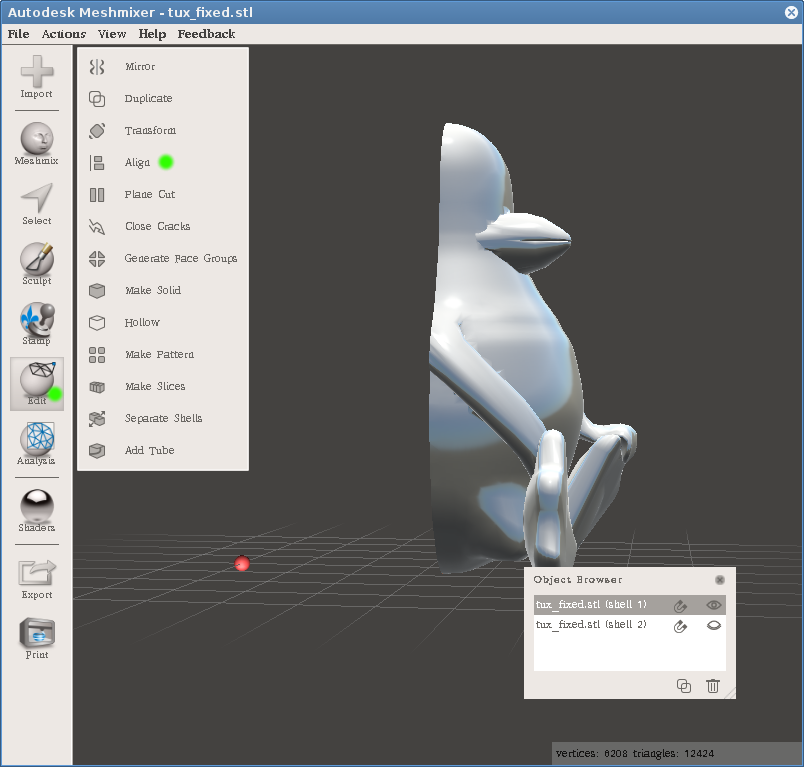 Autodesk Meshmixer - tux_fixed.stl
File Actions View Help Feedback
Import
Meshmix
Select
Sculpt
Stamp
Edit
Analysis
Shaders
Export
Print
Mirror
Duplicate
Transform
Align
Plane Cut
Close Cracks
Generate Face Groups
Make Solid
Hollow
Make Pattern
Make Slices
Separate Shells
Add Tube
Object Browser
tux_fixed.stl (shell 1)
tux_fixed.stl (shell 2)
vertices: 6208 triangles: 12424